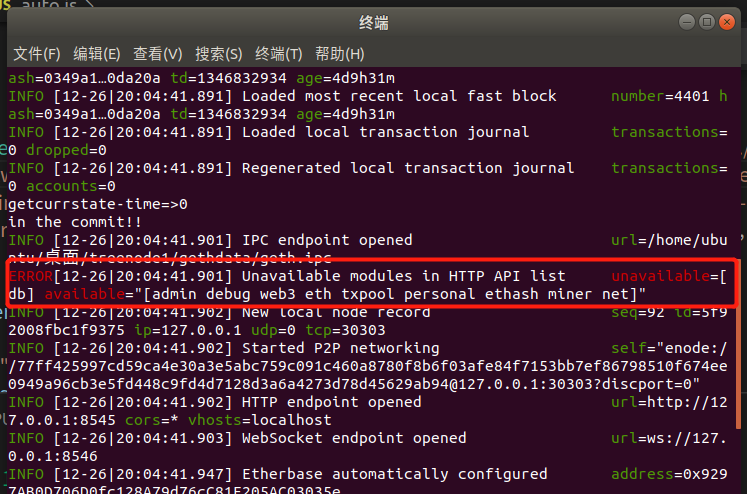 auto.js
终端
文件(F) 编辑(E) 查看(V) 搜索(S) 终端(T) 帮助(H)
ash=0349a1…0da20a td=1346832934 age=4d9h31m
INFO [12-26|20:04:41.891] Loaded most recent local fast block number=4401 h
ash=0349a1…0da20a td=1346832934 age=4d9h31m
INFO [12-26|20:04:41.891] Loaded local transaction journal transactions=
0 dropped=0
INFO [12-26|20:04:41.891] Regenerated local transaction journal transactions=
0 accounts=0
getcurrstate-time=>0
in the commit!!
INFO [12-26|20:04:41.901] IPC endpoint opened url=/home/ubu
ntu/桌面/treenode1/gethdata/geth.ipc
ERROR[12-26|20:04:41.901] Unavailable modules in HTTP API list unavailable=[
db] available="[admin debug web3 eth txpool personal ethash miner net]"
INFO [12-26|20:04:41.902] New local node record seq=92 id=5f9
2008fbc1f9375 ip=127.0.0.1 udp=0 tcp=30303
INFO [12-26|20:04:41.902] Started P2P networking self="enode:/
/77ff425997cd59ca4e30a3e5abc759c091c460a8780f8b6f03afe84f7153bb7ef86798510f674ee
0949a96cb3e5fd448c9fd4d7128d3a6a4273d78d45629ab94@127.0.0.1:30303?discport=0"
INFO [12-26|20:04:41.902] HTTP endpoint opened url=http://12
7.0.0.1:8545 cors=* vhosts=localhost
INFO [12-26|20:04:41.903] WebSocket endpoint opened url=ws://127.
0.0.1:8546
INFO [12-26|20:04:41.947] Etherbase automatically configured address=0x929
7AB0D706D0fc128A79d76cC81F205AC03035e